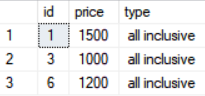 id price type
1 1 1500 all inclusive
2 3 1000 all inclusive
3 6 1200 all inclusive